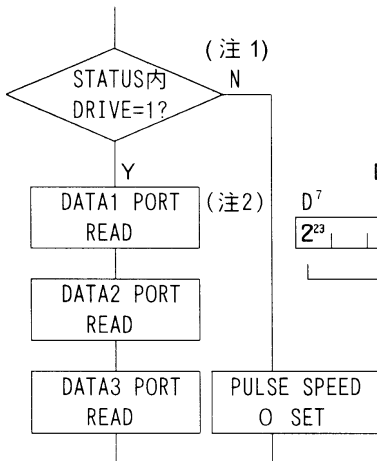 (注1)
STATUS内
DRIVE=1?
N
Y
DATA1 PORT
READ
(注2)
D7
2²³
DATA2 PORT
READ
DATA3 PORT
READ
PULSE SPEED
0 SET